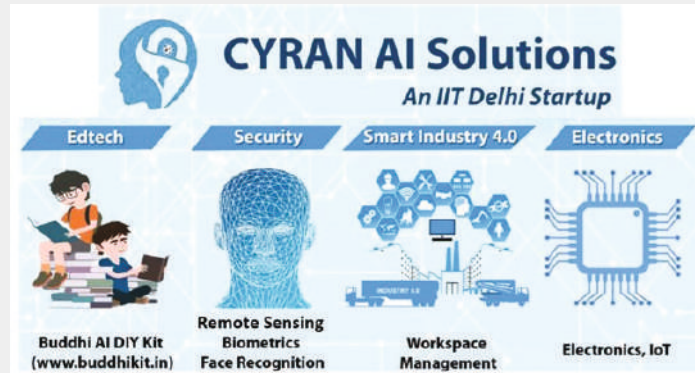 CYRAN AI Solutions
An IIT Delhi Startup
Edtech
Security
Smart Industry 4.0
Electronics
Buddhi AI DIY Kit
(www.buddhikit.in)
Remote Sensing
Biometrics
Face Recognition
INDUSTRY 4.0
Workspace
Management
Electronics, IoT